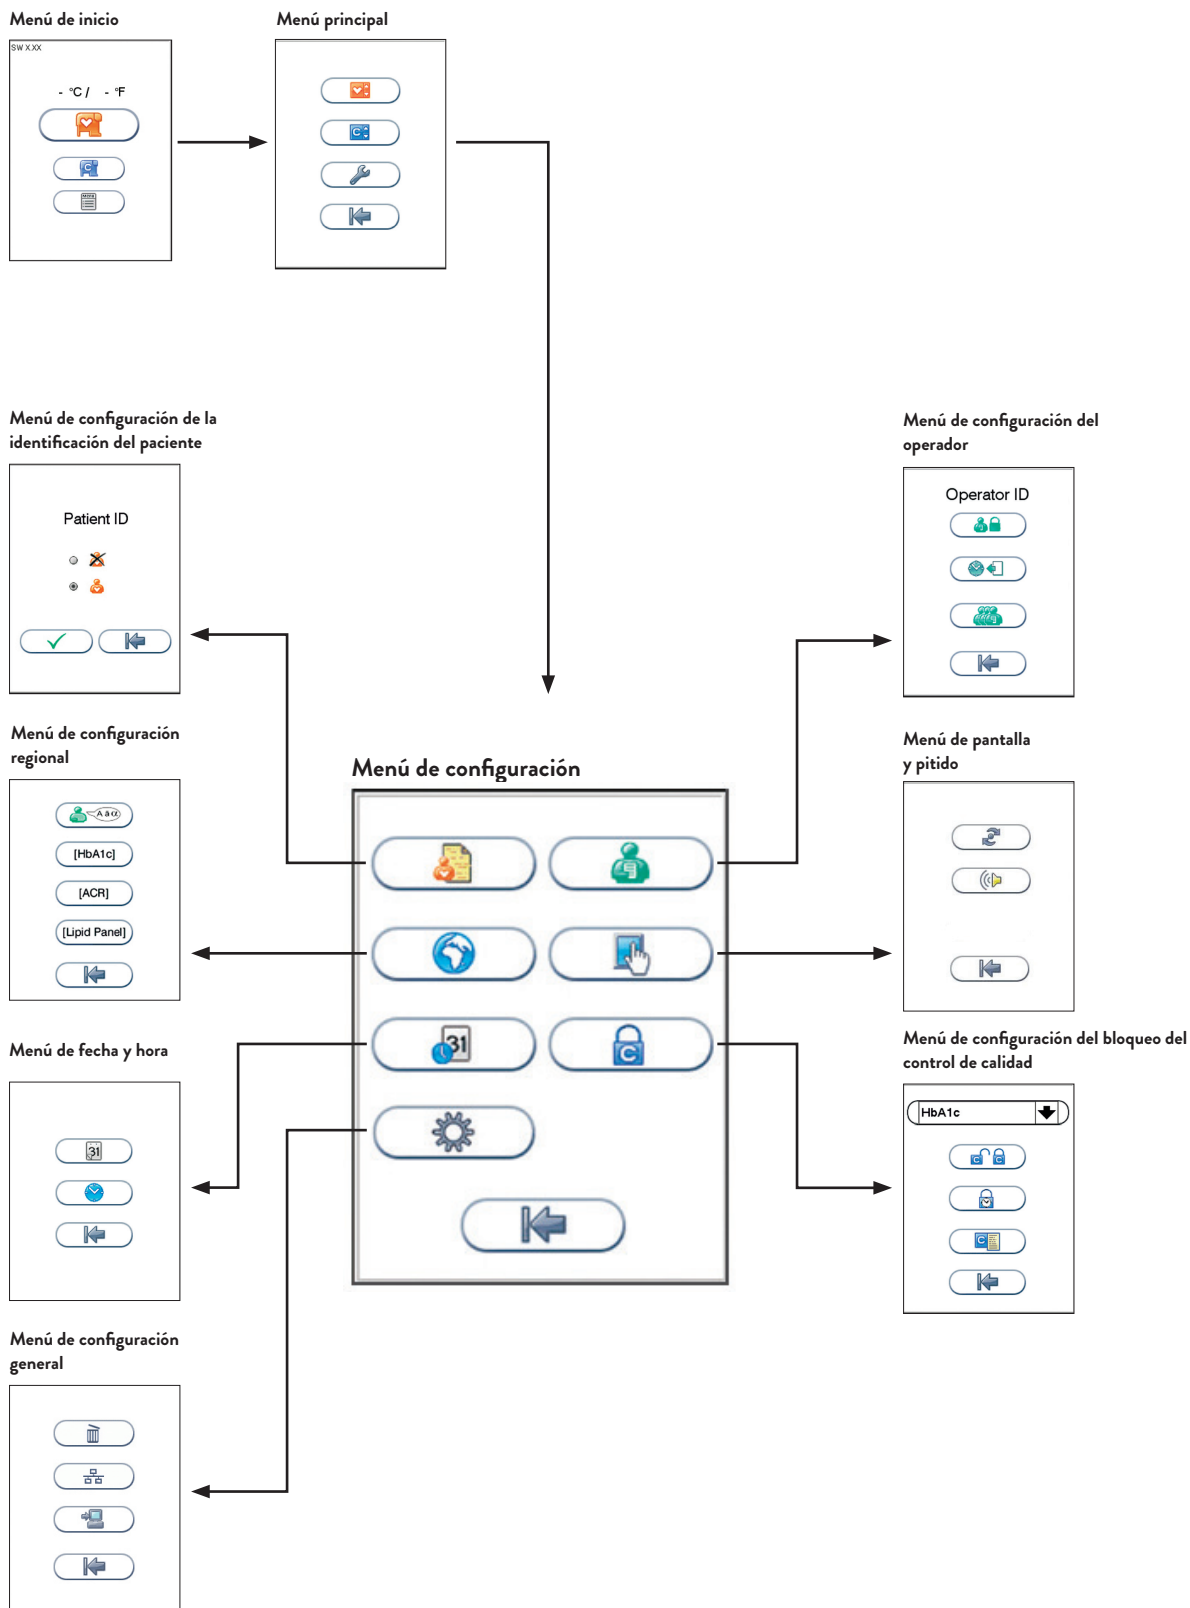 Menú de inicio
SW X.XX
- °C / - °F
MENU
Menú principal
C
Menú de configuración de la
identificación del paciente
Patient ID
Menú de configuración del
operador
Operator ID
Menú de configuración
regional
A ä α
[HbA1c]
[ACR]
[Lipid Panel]
Menú de configuración
31
C
Menú de pantalla
y pitido
Menú de fecha y hora
31
Menú de configuración del bloqueo del
control de calidad
HbA1c
C C
C
Menú de configuración
general